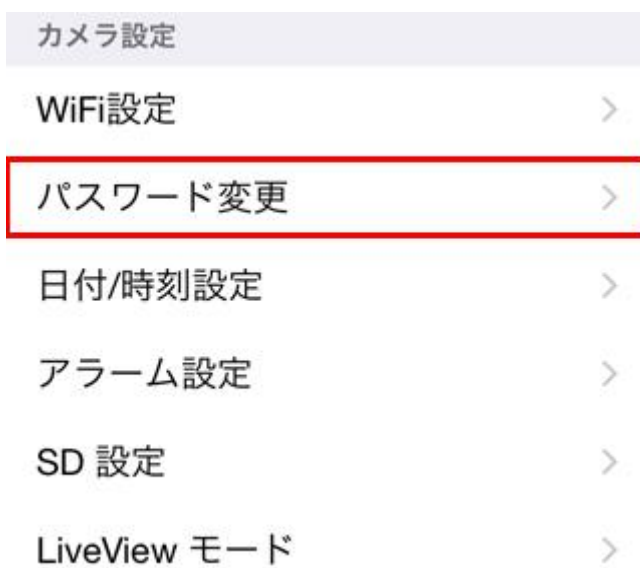 カメラ設定
WiFi設定
パスワード変更
日付/時刻設定
アラーム設定
SD 設定
LiveView モード